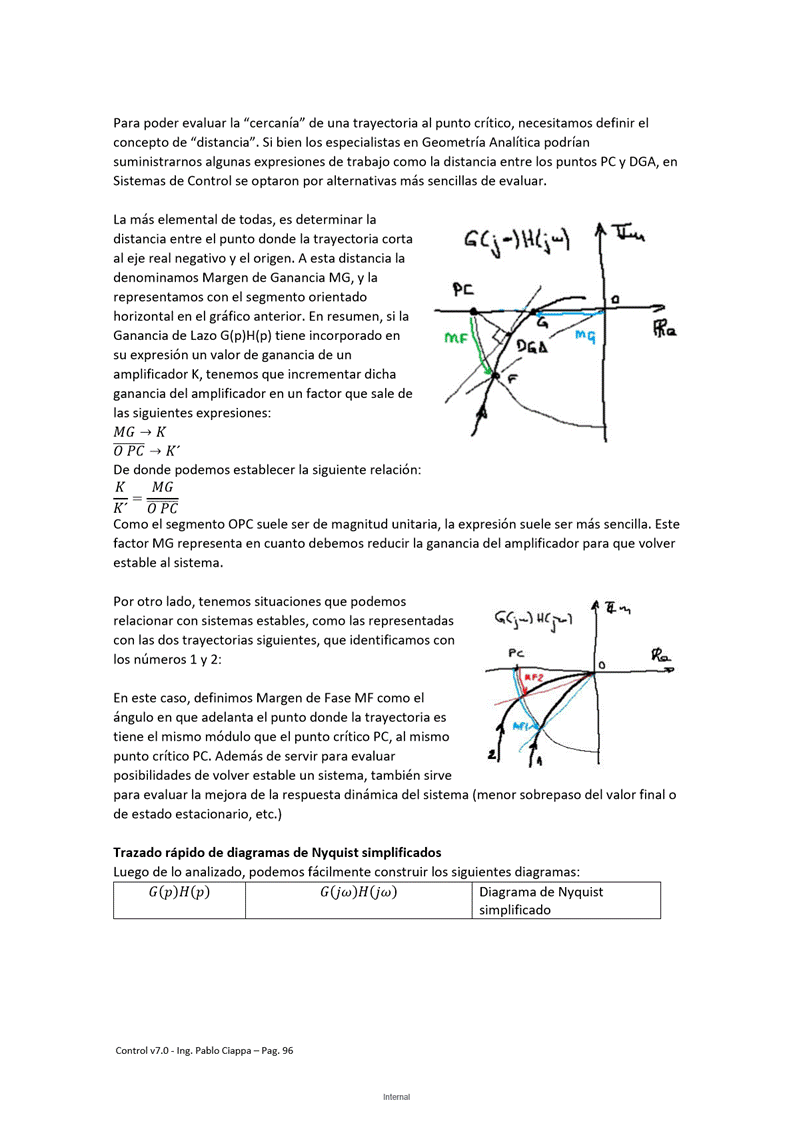 Para poder evaluar la “cercanía” de una trayectoria al punto crítico, necesitamos definir el
concepto de “distancia”. Si bien los especialistas en Geometría Analítica podrían
suministrarnos algunas expresiones de trabajo como la distancia entre los puntos PC y DGA, en
Sistemas de Control se optaron por alternativas más sencillas de evaluar.
La más elemental de todas, es determinar la
distancia entre el punto donde la trayectoria corta
al eje real negativo y el origen. A esta distancia la
denominamos Margen de Ganancia MG, y la
representamos con el segmento orientado
horizontal en el gráfico anterior. En resumen, si la
Ganancia de Lazo G(p)H(p) tiene incorporado en
su expresión un valor de ganancia de un
amplificador K, tenemos que incrementar dicha
ganancia del amplificador en un factor que sale de
las siguientes expresiones:
G(jω)H(jω)
Im
PC
0
G
Re
MF
MG
DGA
F
MG → K
O PC → K´
De donde podemos establecer la siguiente relación:
K/K´ = MG/O PC
Como el segmento OPC suele ser de magnitud unitaria, la expresión suele ser más sencilla. Este
factor MG representa en cuanto debemos reducir la ganancia del amplificador para que volver
estable al sistema.
Por otro lado, tenemos situaciones que podemos
relacionar con sistemas estables, como las representadas
con las dos trayectorias siguientes, que identificamos con
los números 1 y 2:
G(jω)H(jω)
Im
PC
0
Re
MF2
MF1
2
1
En este caso, definimos Margen de Fase MF como el
ángulo en que adelanta el punto donde la trayectoria es
tiene el mismo módulo que el punto crítico PC, al mismo
punto crítico PC. Además de servir para evaluar
posibilidades de volver estable un sistema, también sirve
para evaluar la mejora de la respuesta dinámica del sistema (menor sobrepaso del valor final o
de estado estacionario, etc.)
Trazado rápido de diagramas de Nyquist simplificados
Luego de lo analizado, podemos fácilmente construir los siguientes diagramas:
G(p)H(p)
G(jω)H(jω)
Diagrama de Nyquist
simplificado
Control v7.0 - Ing. Pablo Ciappa – Pag. 96
Internal